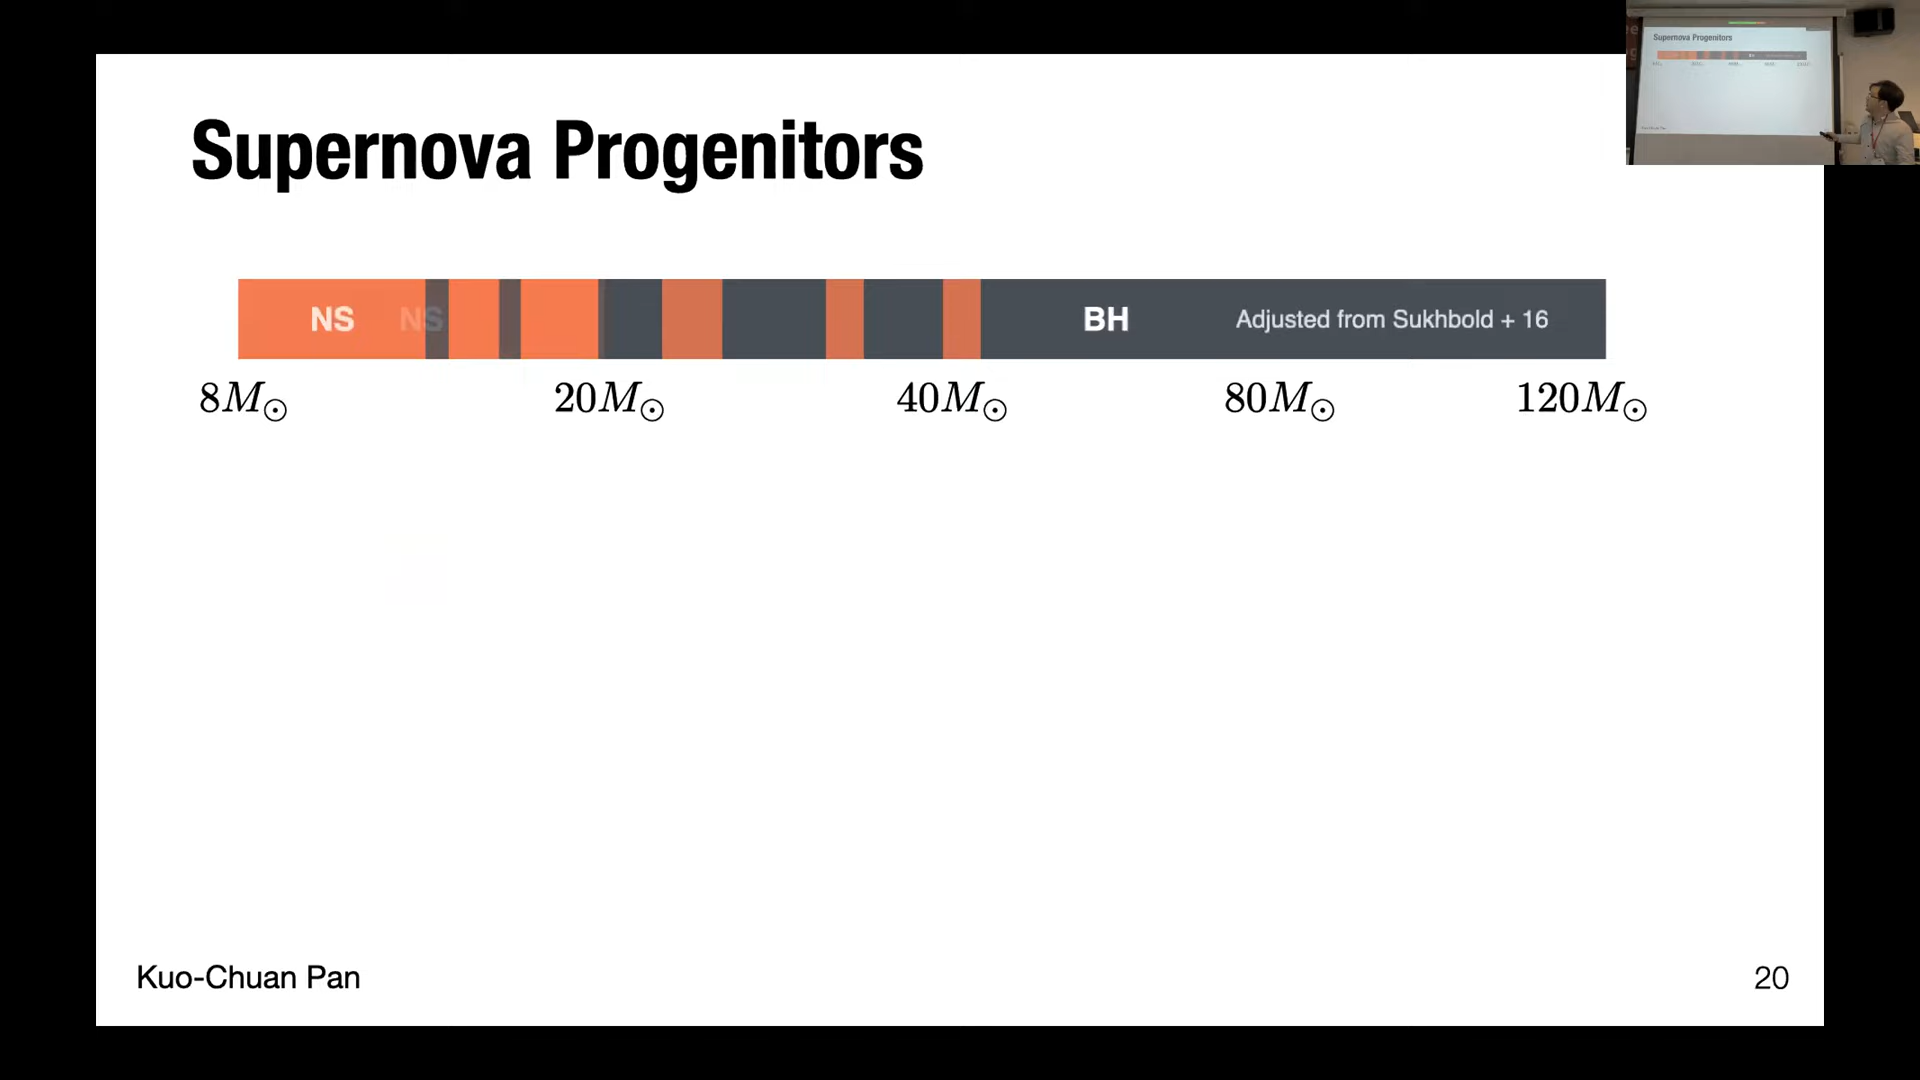 Supernova Progenitors
NS NS BH Adjusted from Sukhbold + 16
8M☉ 20M☉ 40M☉ 80M☉ 120M☉
Kuo-Chuan Pan 20
Supernova Progenitors